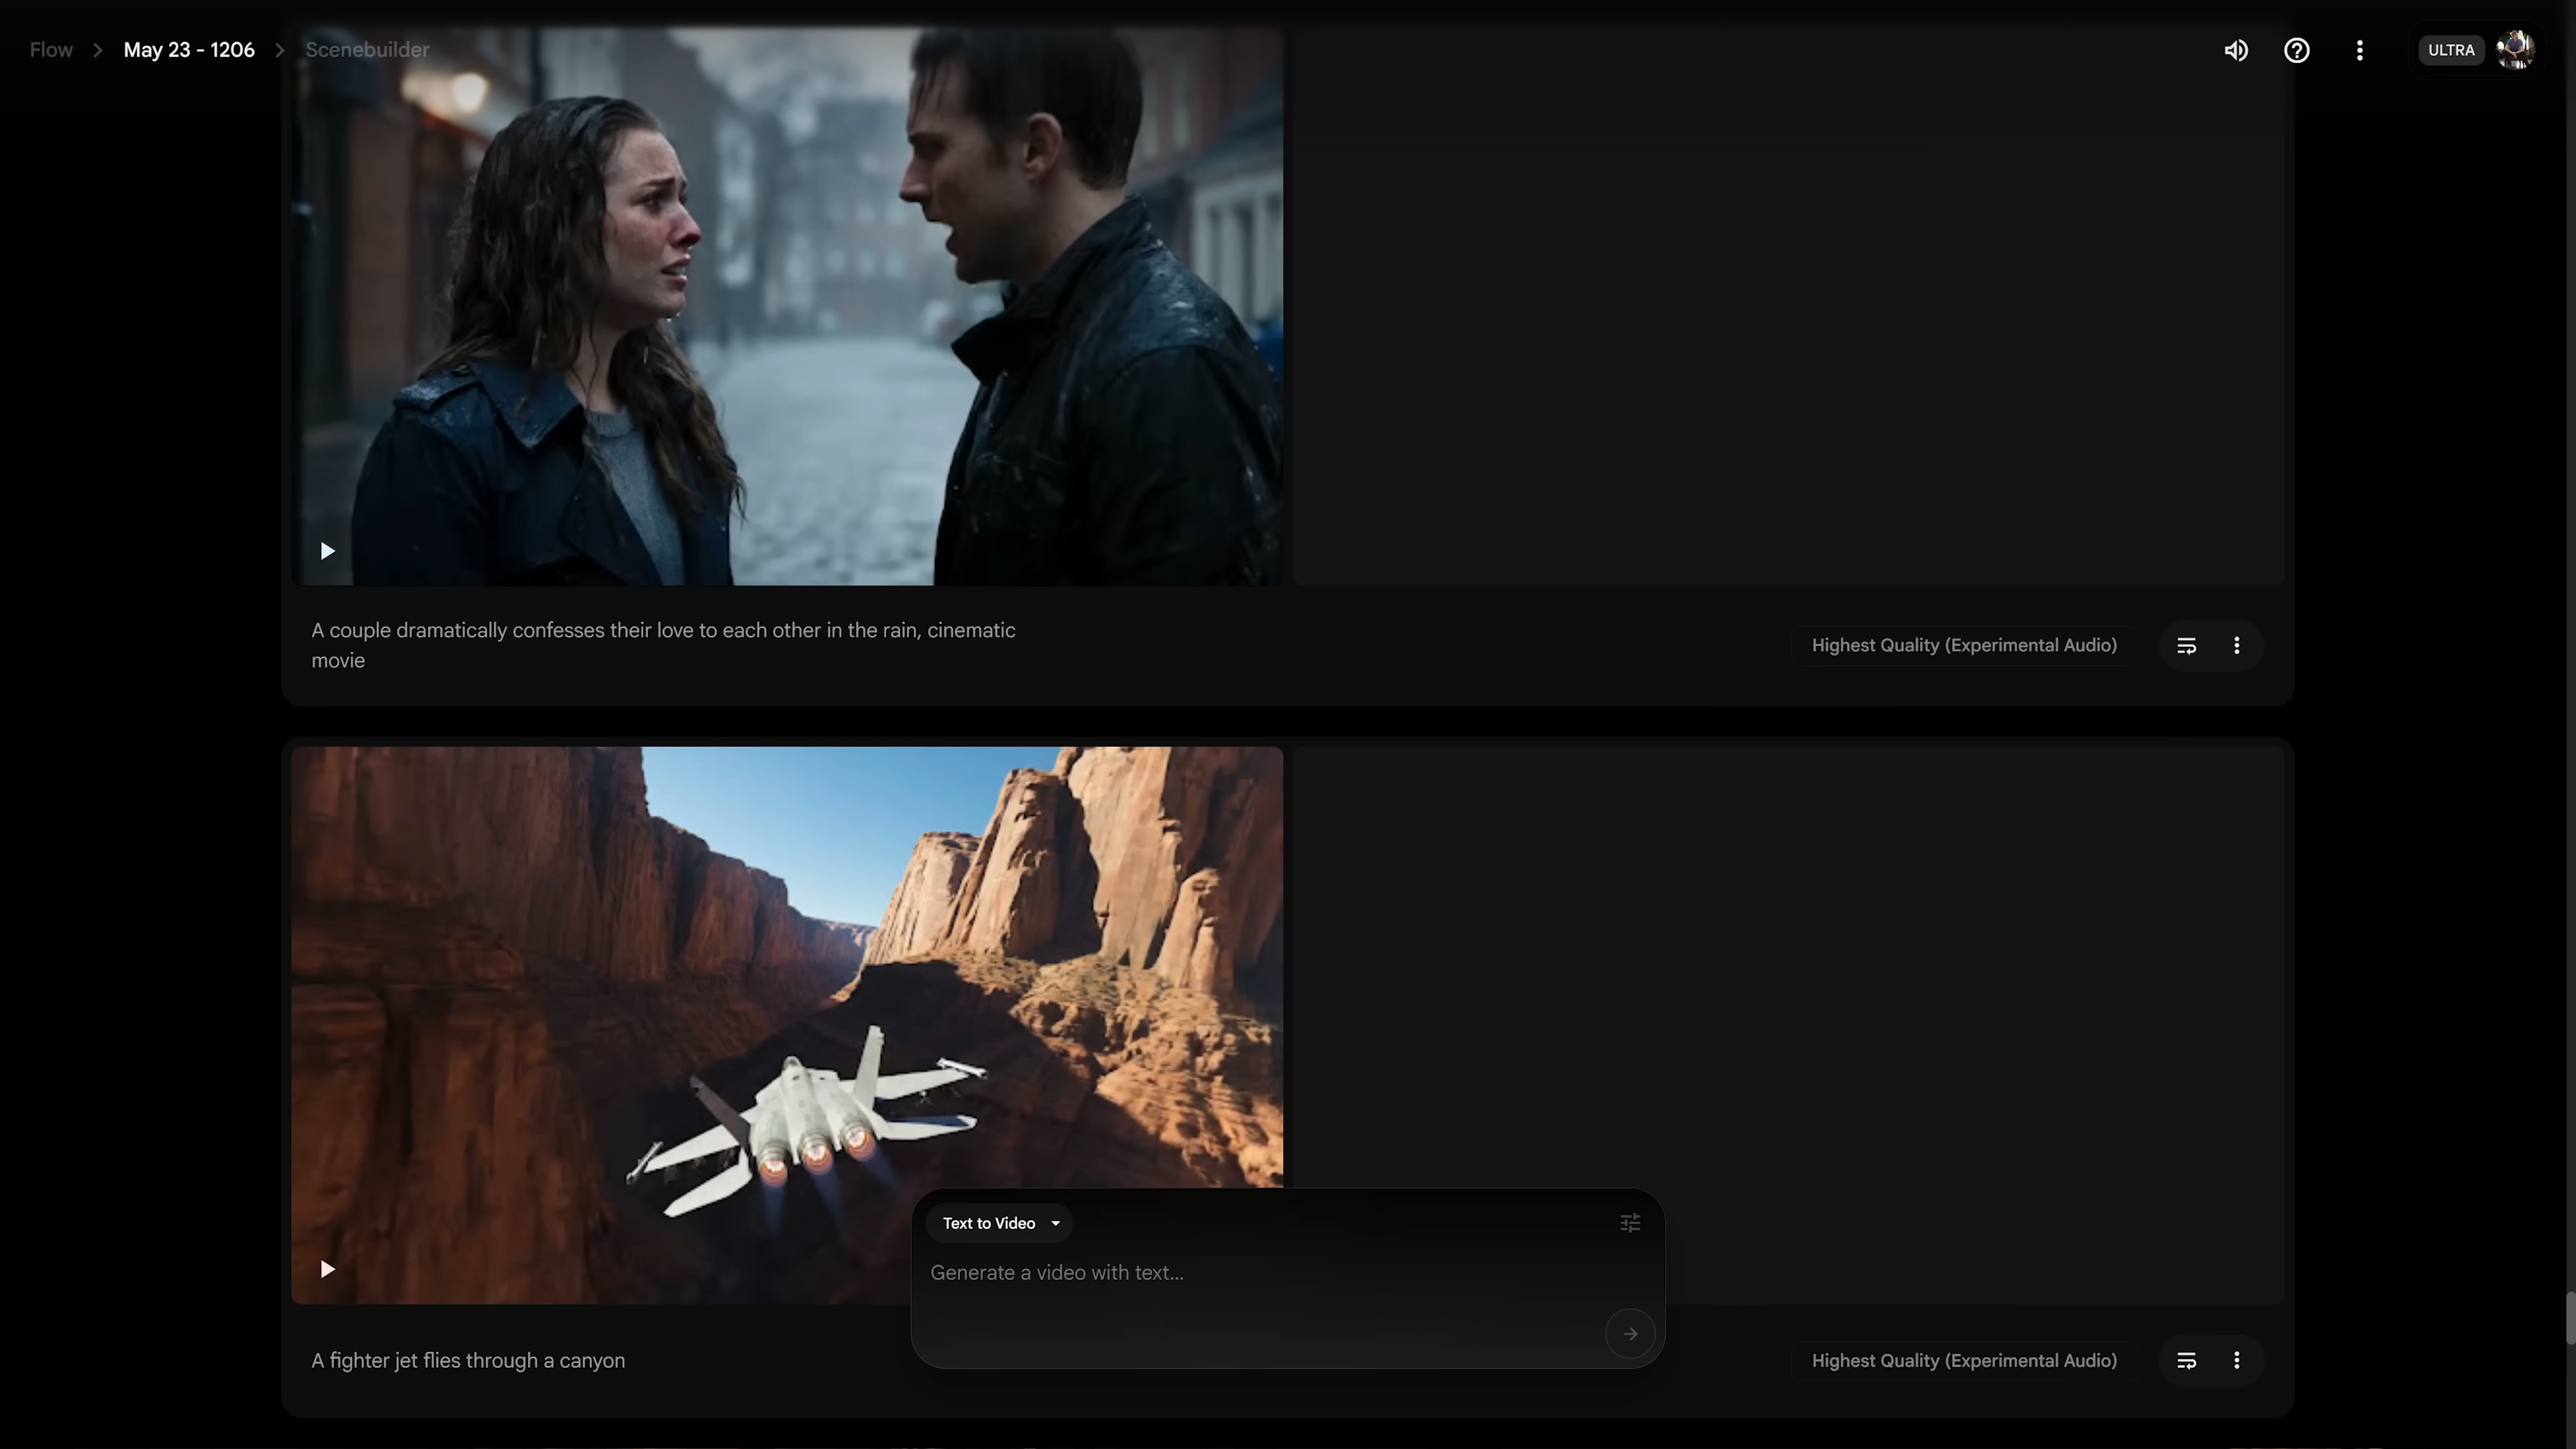 Flow > May 23 - 1206 > Scenebuilder
ULTRA
A couple dramatically confesses their love to each other in the rain, cinematic
movie
Highest Quality (Experimental Audio)
Text to Video
Generate a video with text...
A fighter jet flies through a canyon
Highest Quality (Experimental Audio)